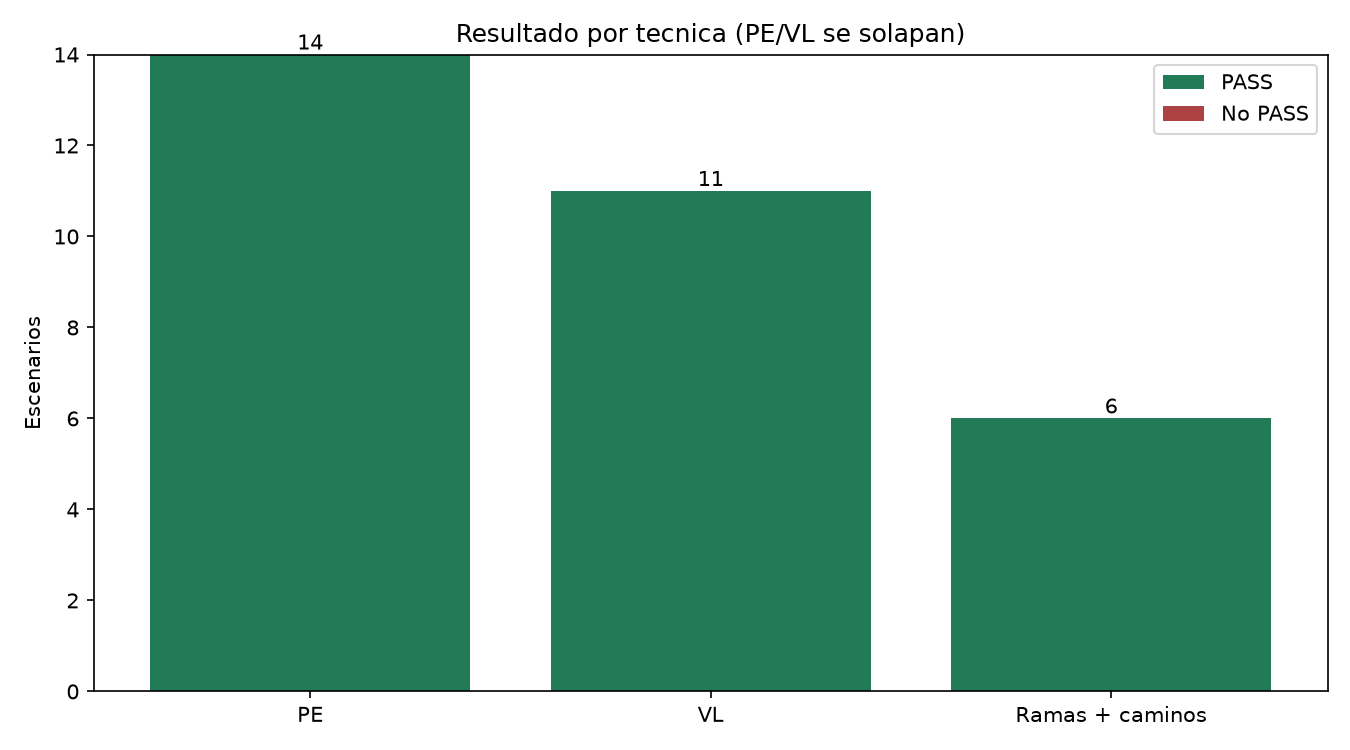 Resultado por tecnica (PE/VL se solapan)
14
11
6
PASS
No PASS
14
12
10
8
6
4
2
0
Escenarios
PE
VL
Ramas + caminos